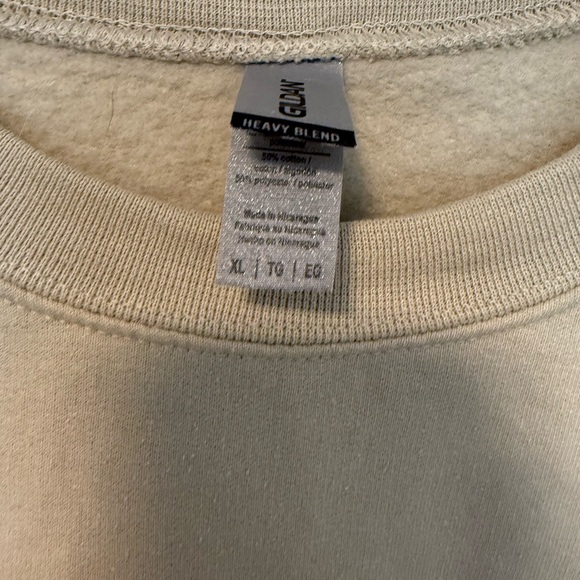 GILDAN
HEAVY BLEND
50% cotton /
50% polyester / poliéster
Made in Nicaragua
Fabriqué au Nicaragua
Hecho en Nicaragua
XL | TG | EG